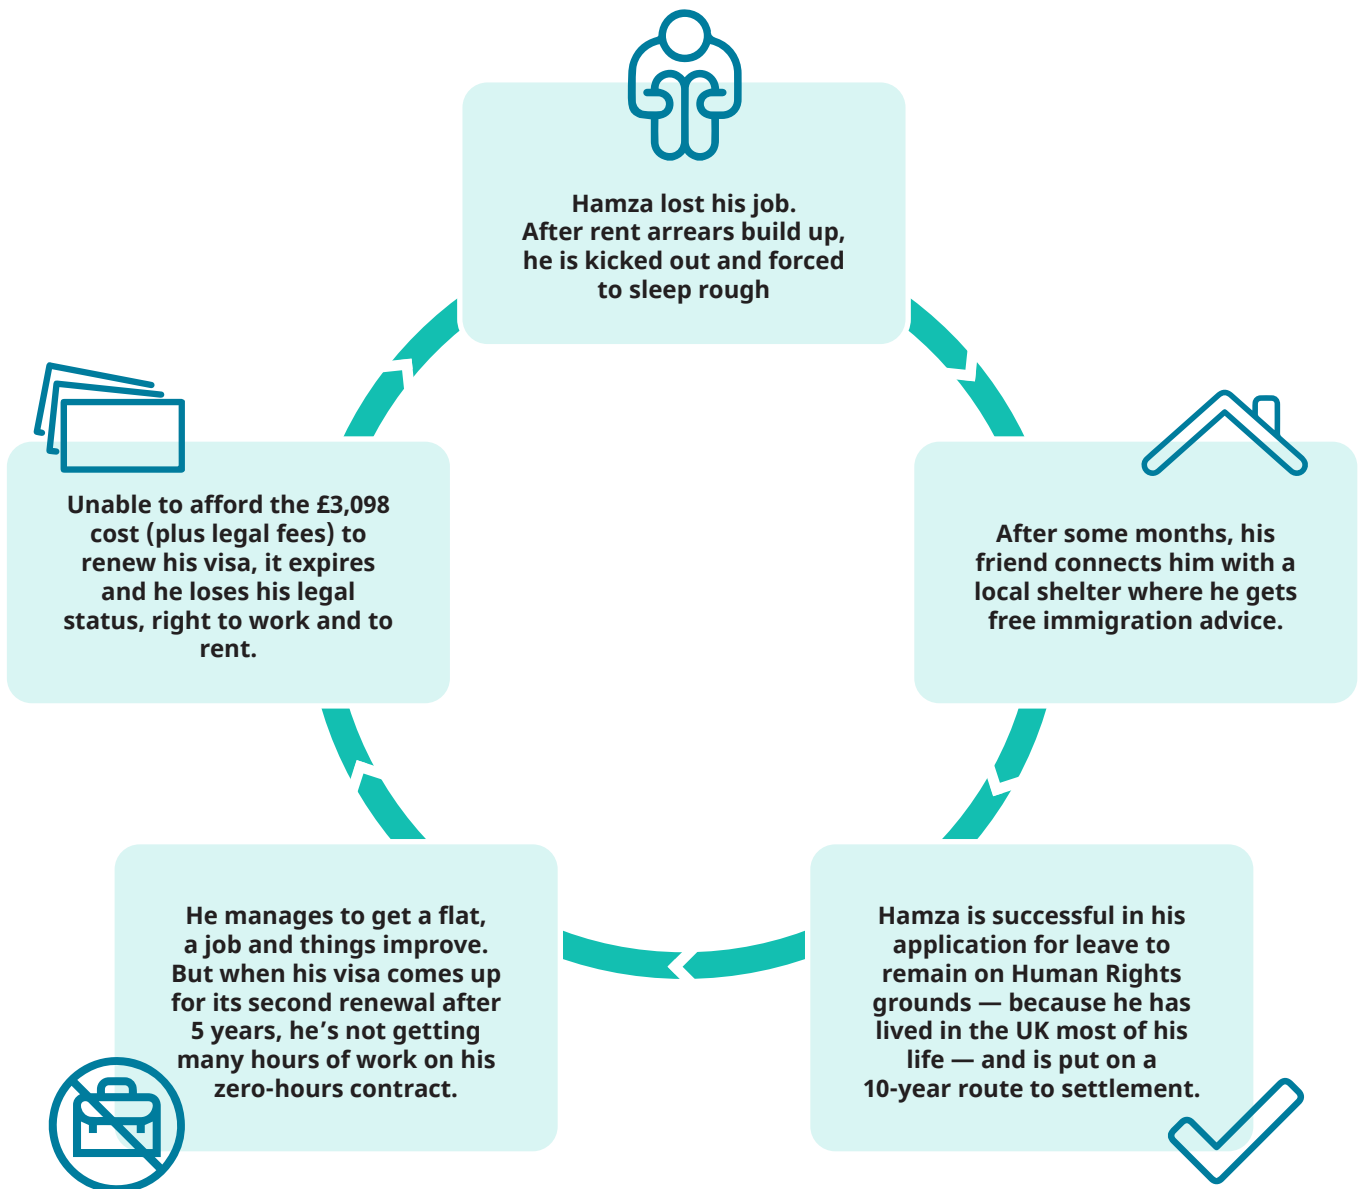 Hamza lost his job.
After rent arrears build up,
he is kicked out and forced
to sleep rough
After some months, his
friend connects him with a
local shelter where he gets
free immigration advice.
Hamza is successful in his
application for leave to
remain on Human Rights
grounds — because he has
lived in the UK most of his
life — and is put on a
10-year route to settlement.
He manages to get a flat,
a job and things improve.
But when his visa comes up
for its second renewal after
5 years, he’s not getting
many hours of work on his
zero-hours contract.
Unable to afford the £3,098
cost (plus legal fees) to
renew his visa, it expires
and he loses his legal
status, right to work and to
rent.